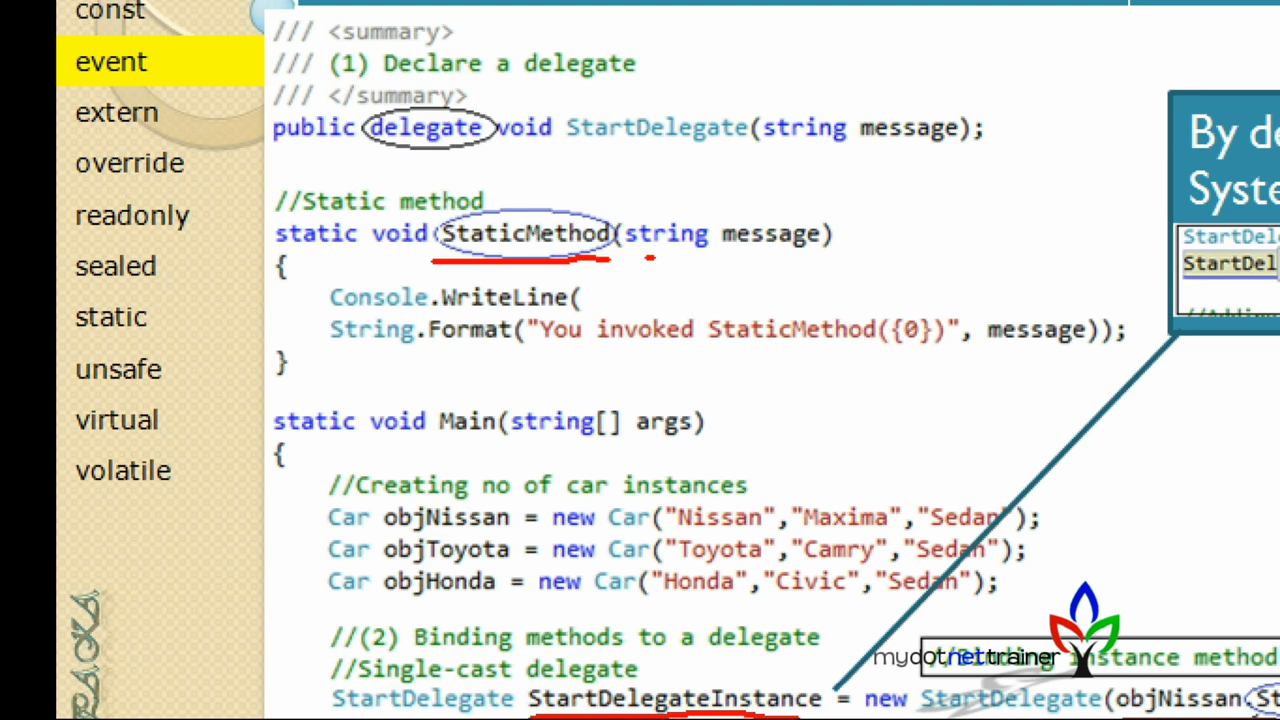 const
event
extern
override
readonly
sealed
static
unsafe
virtual
volatile
/// <summary>
/// (1) Declare a delegate
/// </summary>
public delegate void StartDelegate(string message);
//Static method
static void StaticMethod(string message)
{
Console.WriteLine(
String.Format("You invoked StaticMethod({0})", message));
}
static void Main(string[] args)
{
//Creating no of car instances
Car objNissan = new Car("Nissan","Maxima","Sedan");
Car objToyota = new Car("Toyota","Camry","Sedan");
Car objHonda = new Car("Honda","Civic","Sedan");
//(2) Binding methods to a delegate
//Single-cast delegate
StartDelegate StartDelegateInstance = new StartDelegate(objNissan.St
By de
Syste
StartDele
StartDel
//Binding instance method
mydotnettrainer